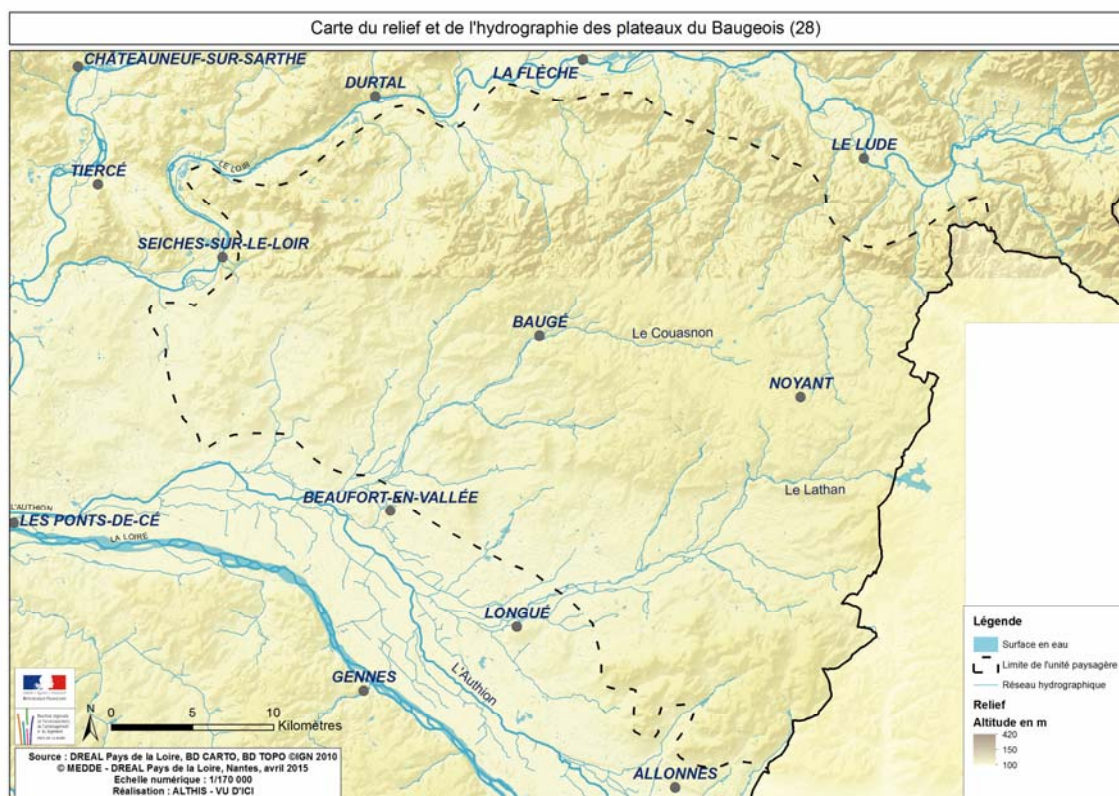 Carte du relief et de l'hydrographie des plateaux du Baugeois (28)
CHÂTEAUNEUF-SUR-SARTHE
LA FLÈCHE
DURTAL
LE LUDE
LE LOIR
TIERCÉ
SEICHES-SUR-LE-LOIR
BAUGÉ
Le Couasnon
NOYANT
BEAUFORT-EN-VALLÉE
Le Lathan
L'AUTHION
LES PONTS-DE-CÉ
LA LOIRE
LONGUÉ
L'Authion
GENNES
ALLONNES
Légende
Surface en eau
Limite de l'unité paysagère
Réseau hydrographique
Relief
Altitude en m
420
150
100
N
0 5 10
Kilomètres
Source : DREAL Pays de la Loire, BD CARTO, BD TOPO ©IGN 2010
© MEDDE - DREAL Pays de la Loire, Nantes, avril 2015
Echelle numérique : 1/170 000
Réalisation : ALTHIS - VU D'ICI